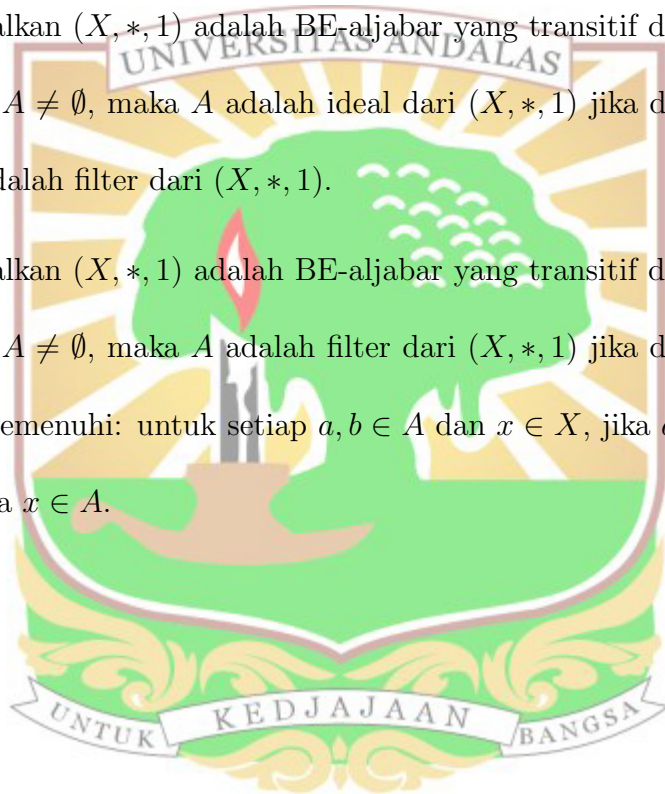 alkan (X, ∗, 1) adalah BE-aljabar yang transitif d
UNIVERSITAS ANDALAS
A ≠ ∅, maka A adalah ideal dari (X, ∗, 1) jika d
dalah filter dari (X, ∗, 1).
alkan (X, ∗, 1) adalah BE-aljabar yang transitif d
A ≠ ∅, maka A adalah filter dari (X, ∗, 1) jika d
emenuhi: untuk setiap a, b ∈ A dan x ∈ X, jika
a x ∈ A.
UNTUK KEDJAJAAN BANGSA